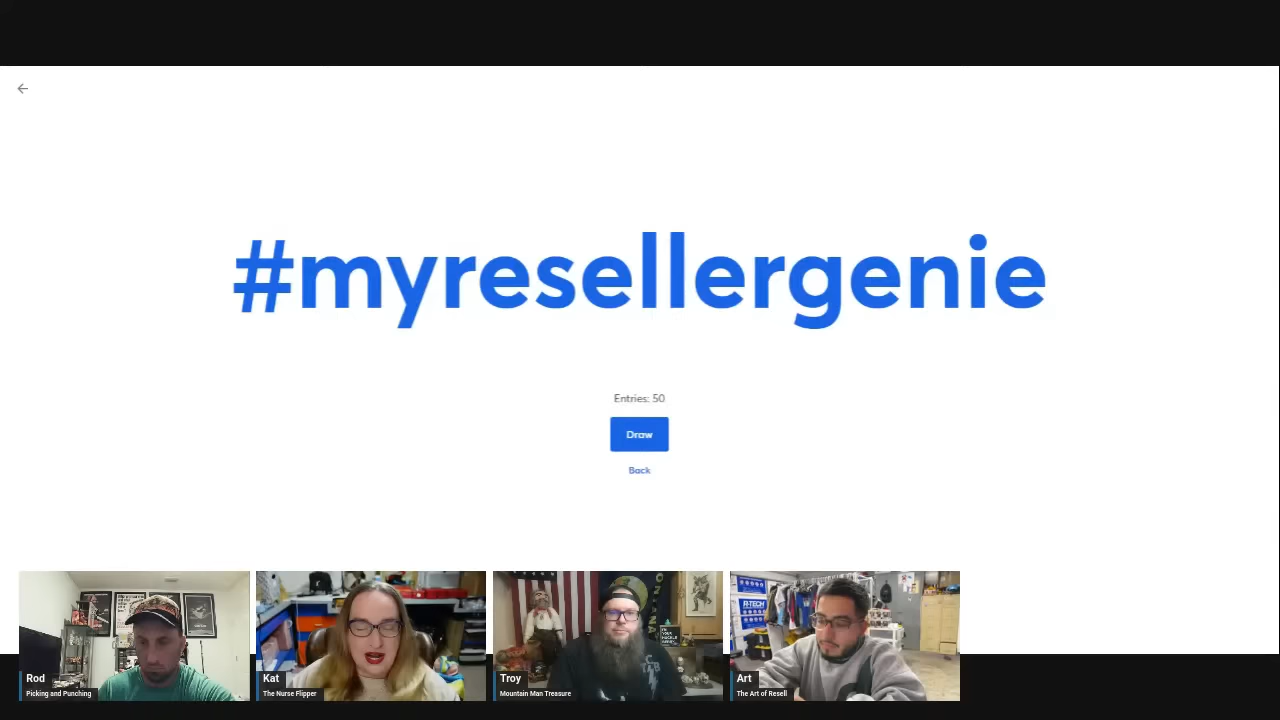 #myresellergenie
Entries: 50
Draw
Back
R-TECH
Rod
Picking and Punching
Kat
The Nurse Flipper
Troy
Mountain Man Treasure
Art
The Art of Resell